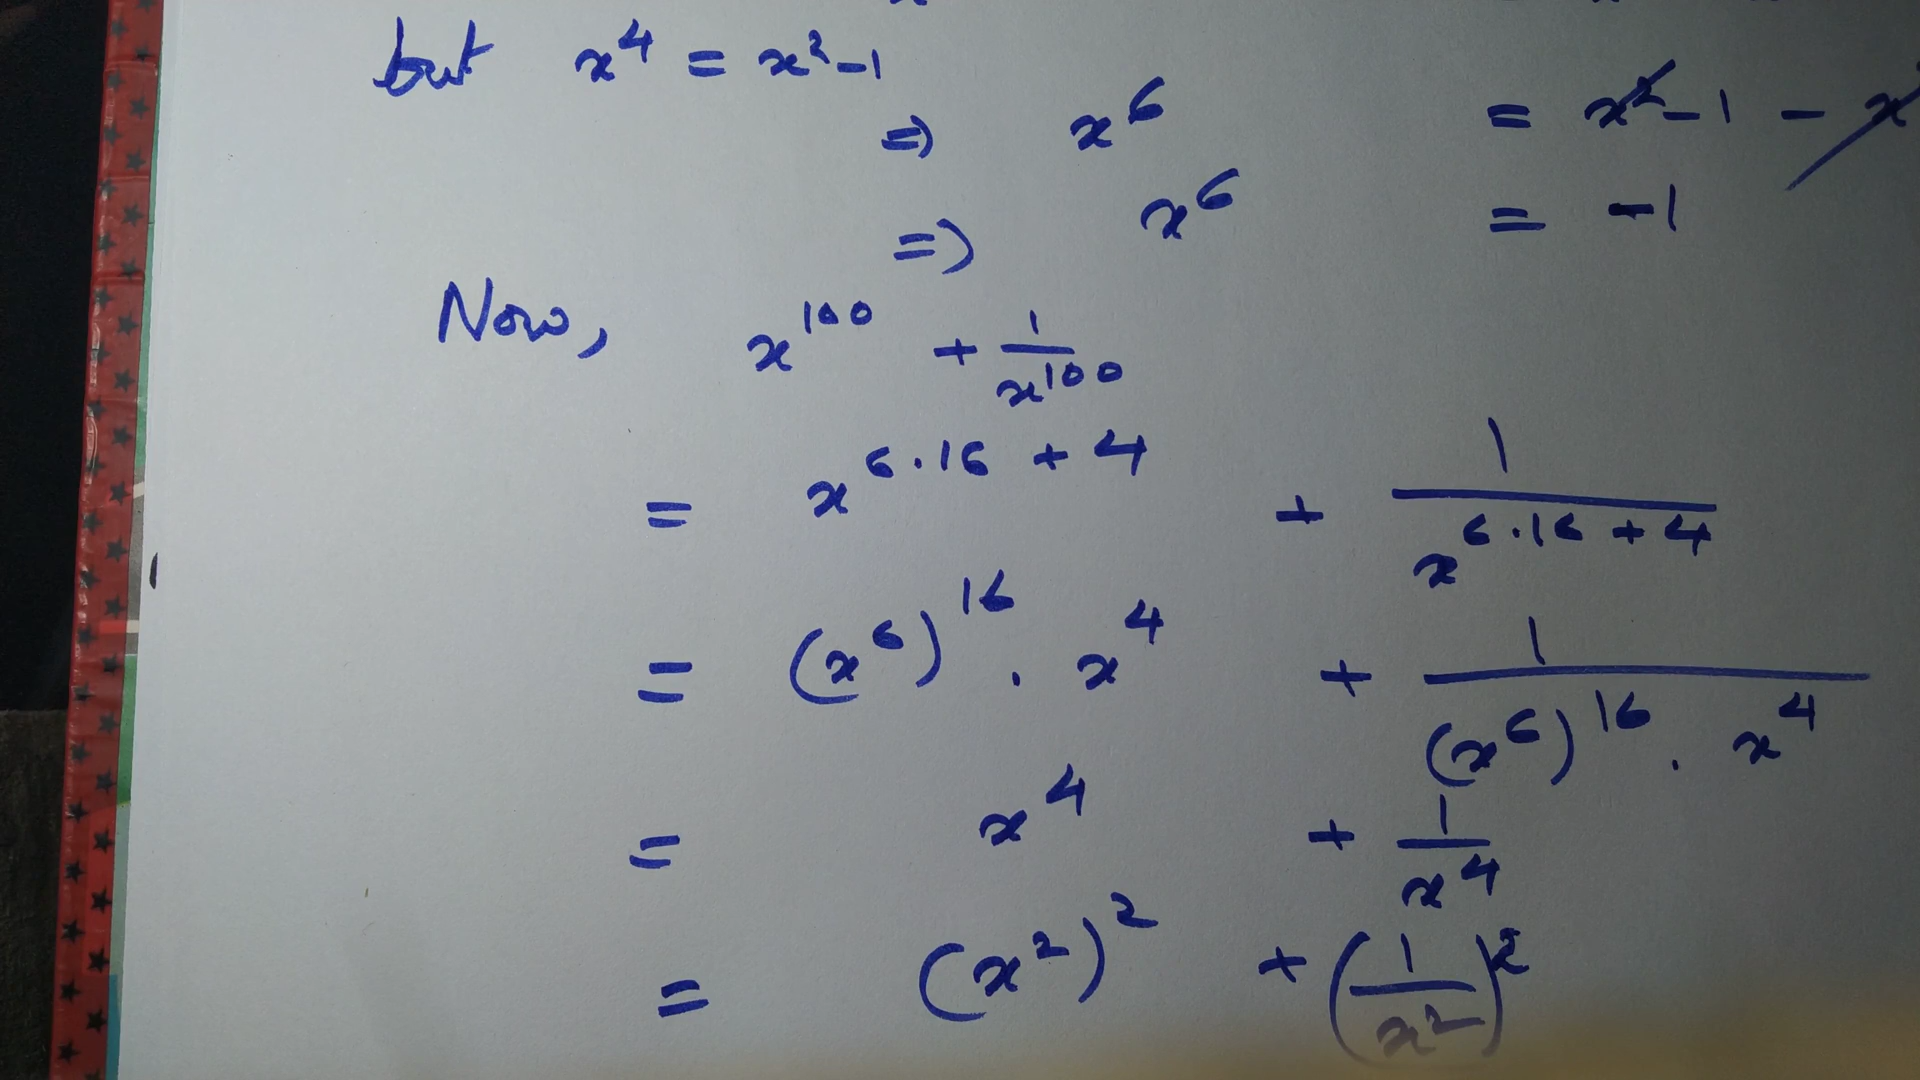 but x⁴ = x² - 1
⇒ x⁶ = x² - 1 - x
⇒ x⁶ = -1
Now, x¹⁰⁰ + 1/x¹⁰⁰
= x^(6·16 + 4) + 1/x^(6·16 + 4)
= (x⁶)¹⁶ · x⁴ + 1/((x⁶)¹⁶ · x⁴)
= x⁴ + 1/x⁴
= (x²)² + (1/x²)²